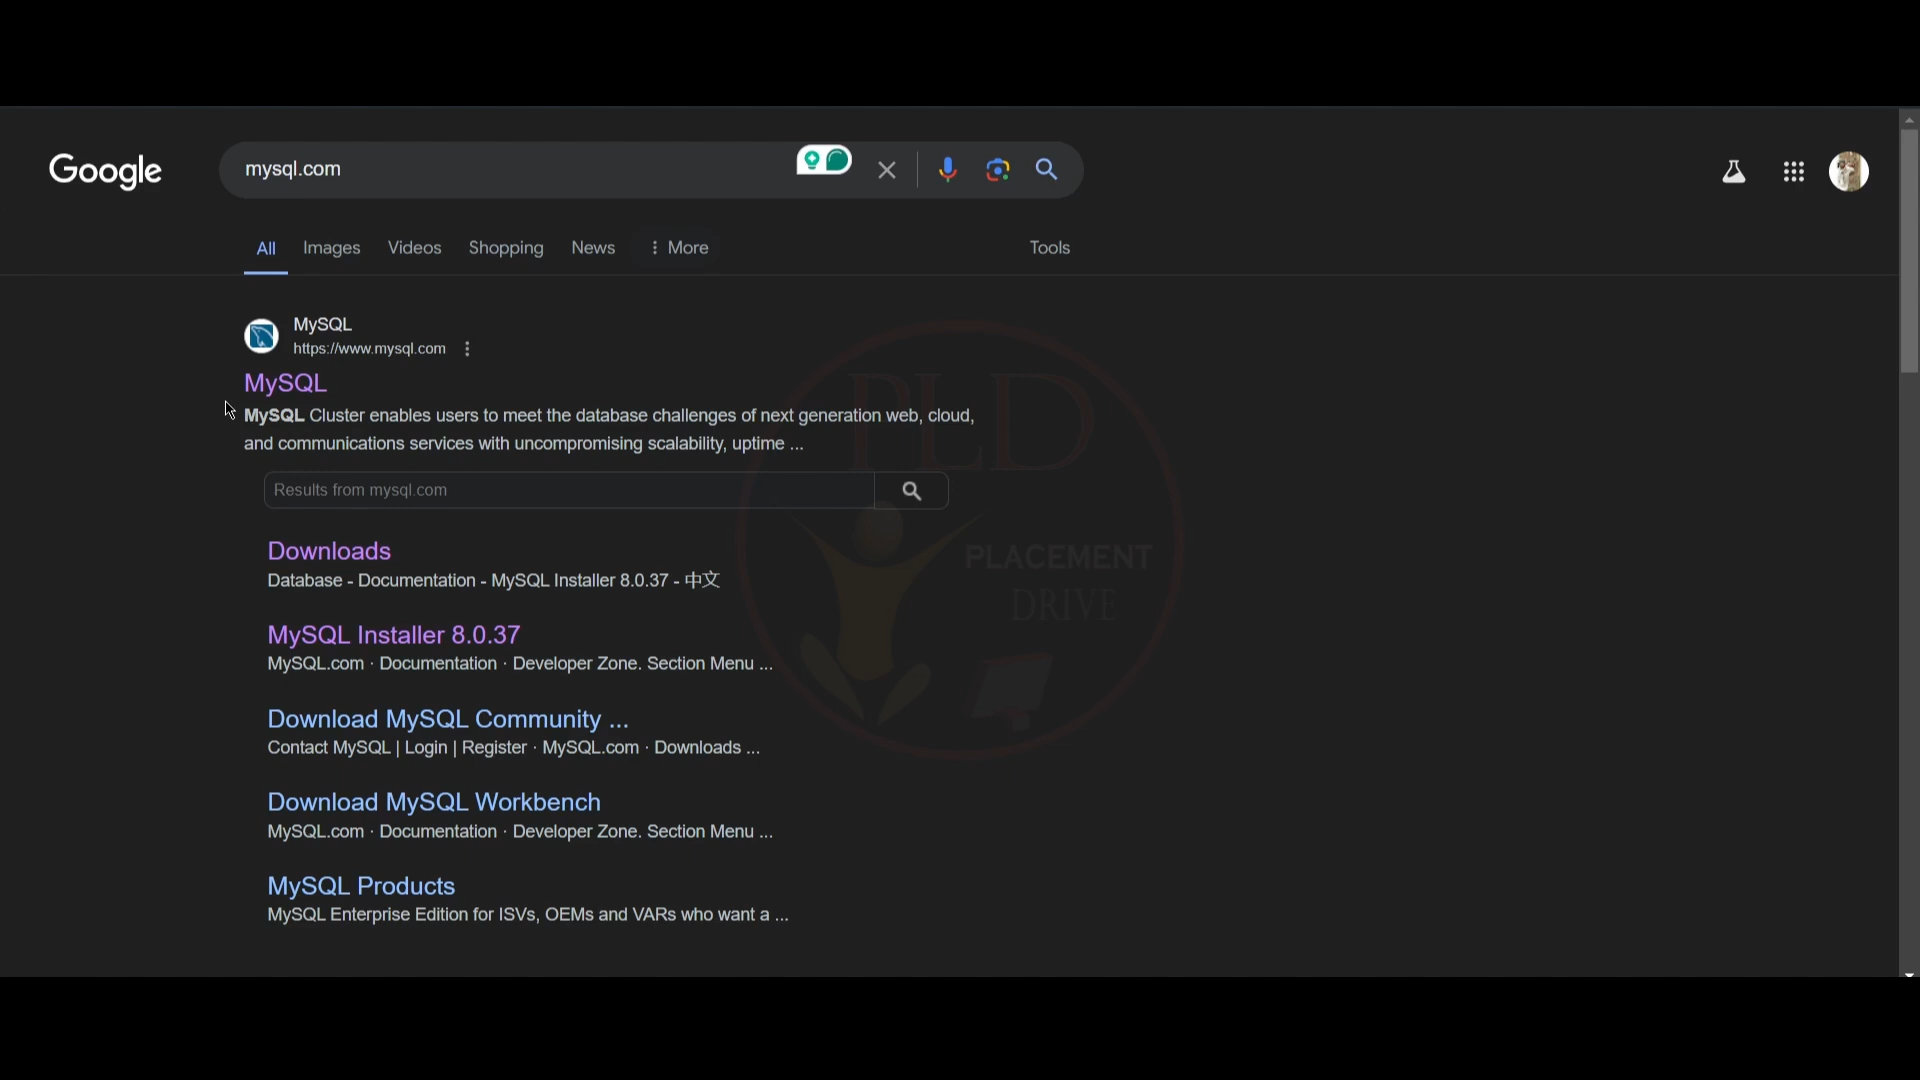 Google
mysql.com
All Images Videos Shopping News More Tools
MySQL
https://www.mysql.com
MySQL
MySQL Cluster enables users to meet the database challenges of next generation web, cloud,
and communications services with uncompromising scalability, uptime ...
Results from mysql.com
Downloads
Database - Documentation - MySQL Installer 8.0.37 - 中文
MySQL Installer 8.0.37
MySQL.com · Documentation · Developer Zone. Section Menu ...
Download MySQL Community ...
Contact MySQL | Login | Register · MySQL.com · Downloads ...
Download MySQL Workbench
MySQL.com · Documentation · Developer Zone. Section Menu ...
MySQL Products
MySQL Enterprise Edition for ISVs, OEMs and VARs who want a ...
PLD
PLACEMENT
DRIVE